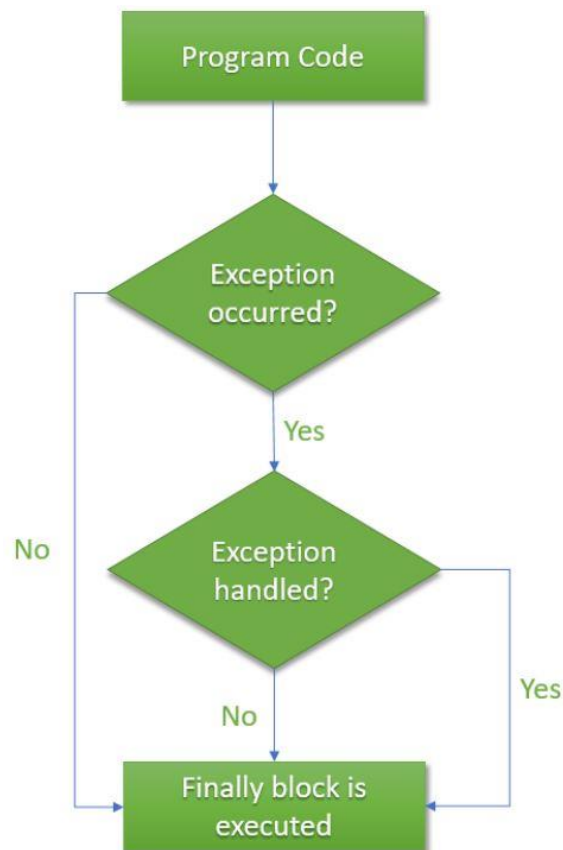 Program Code
Exception
occurred?
Yes
No
Exception
handled?
No
Yes
Finally block is
executed